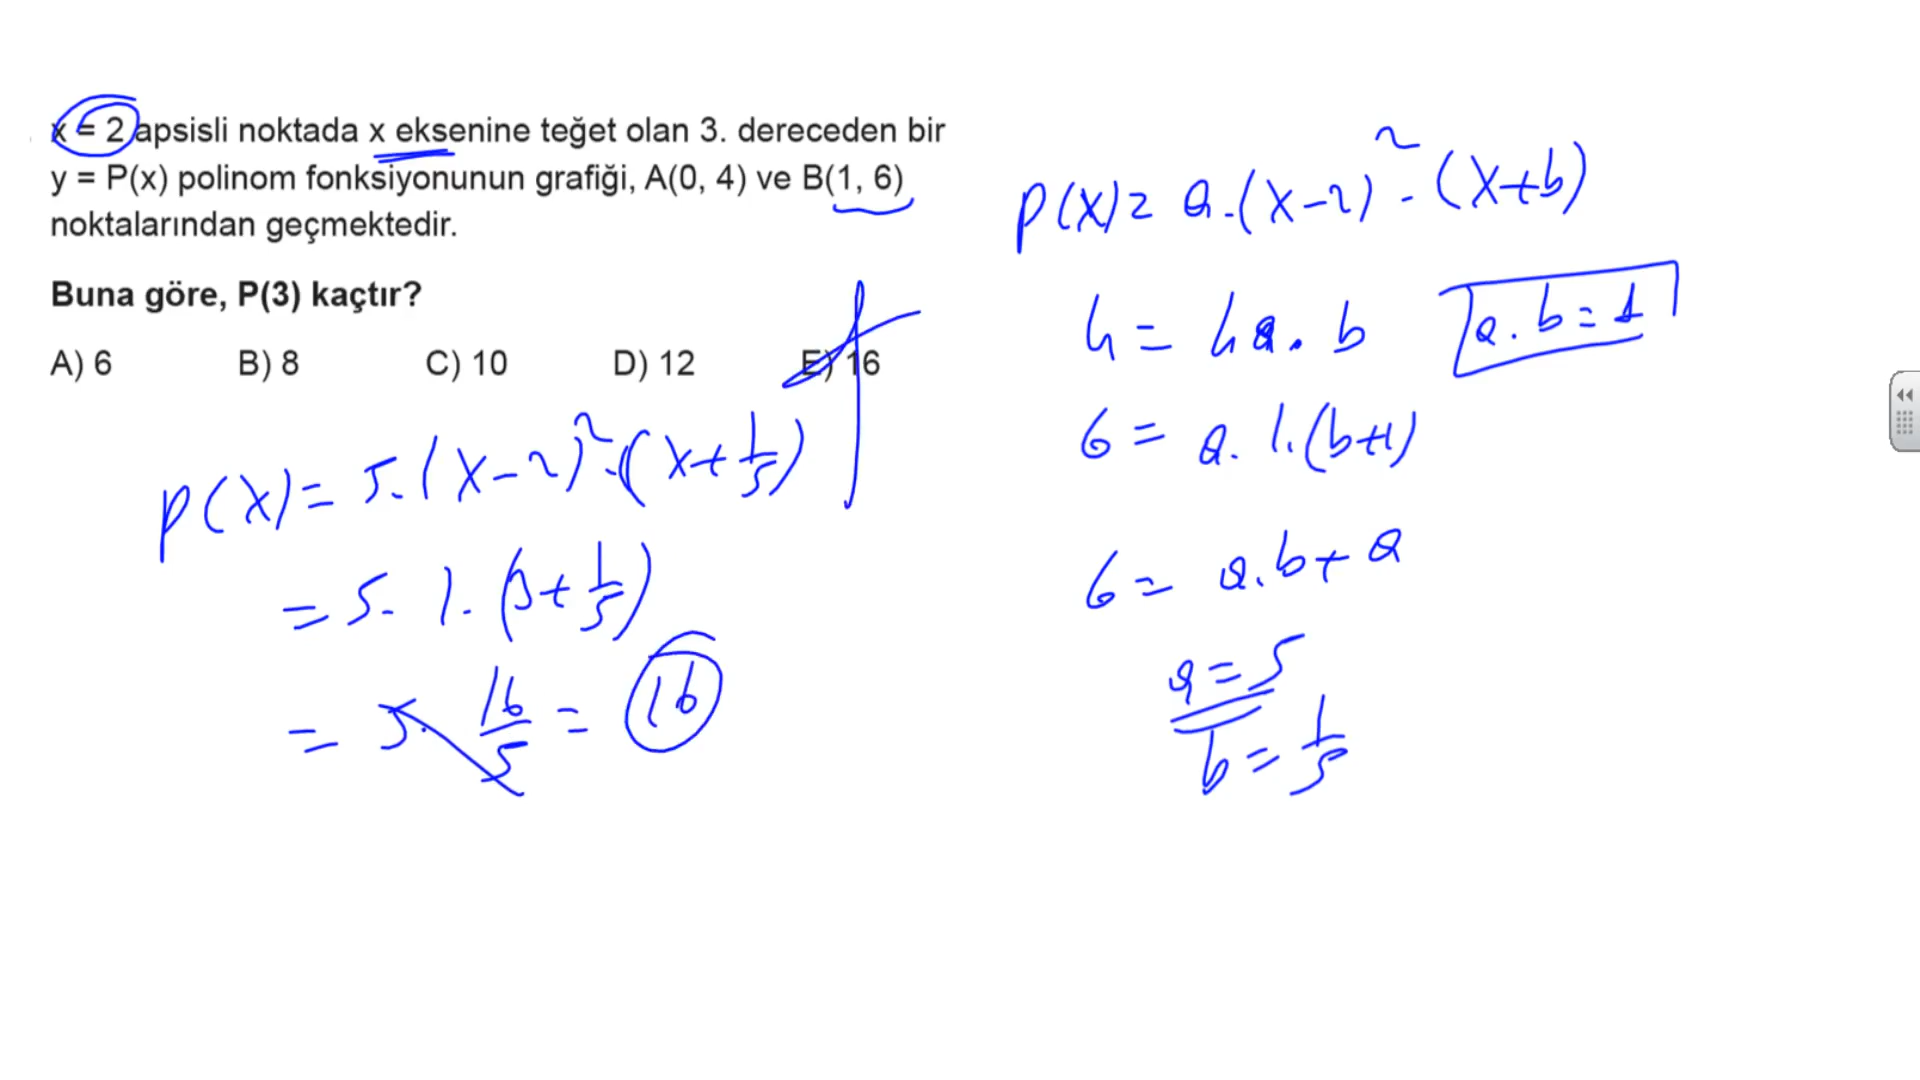 x = 2 apsisli noktada x eksenine teğet olan 3. dereceden bir
y = P(x) polinom fonksiyonunun grafiği, A(0, 4) ve B(1, 6)
noktalarından geçmektedir.
Buna göre, P(3) kaçtır?
A) 6 B) 8 C) 10 D) 12 E) 16
P(x) = 5.(x-2)².(x+1/5)
= 5. 1. (3+1/5)
= 5. 16/5 = 16
P(x) = a.(x-2)².(x+b)
4 = 4a.b a.b = 1
6 = a. 1.(b+1)
6 = a.b + a
a = 5
b = 1/5